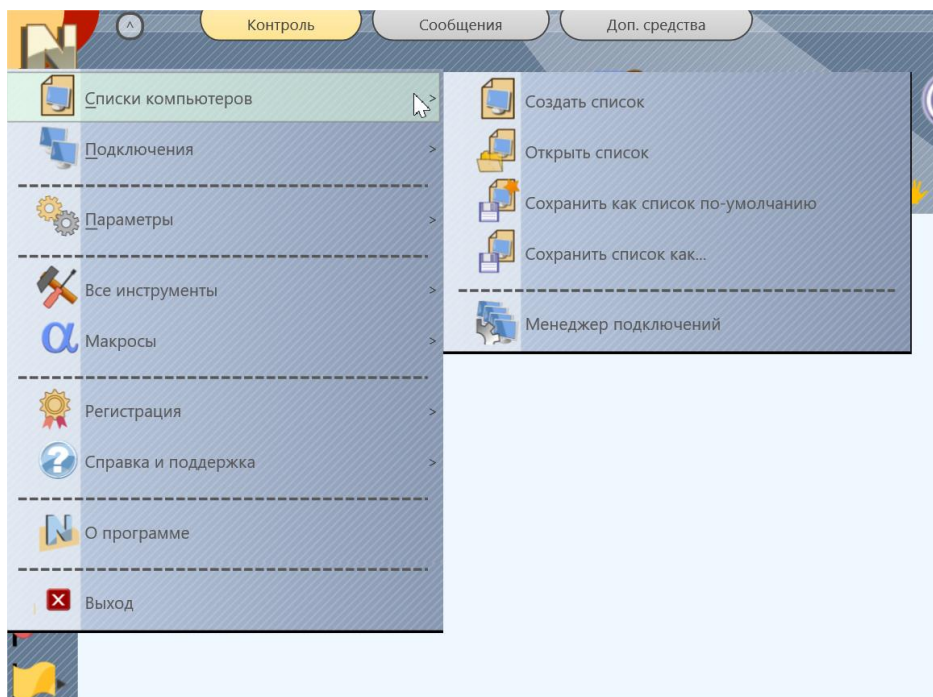 Контроль
Сообщения
Доп. средства
Списки компьютеров
Подключения
Параметры
Все инструменты
Макросы
Регистрация
Справка и поддержка
О программе
Выход
Создать список
Открыть список
Сохранить как список по-умолчанию
Сохранить список как...
Менеджер подключений